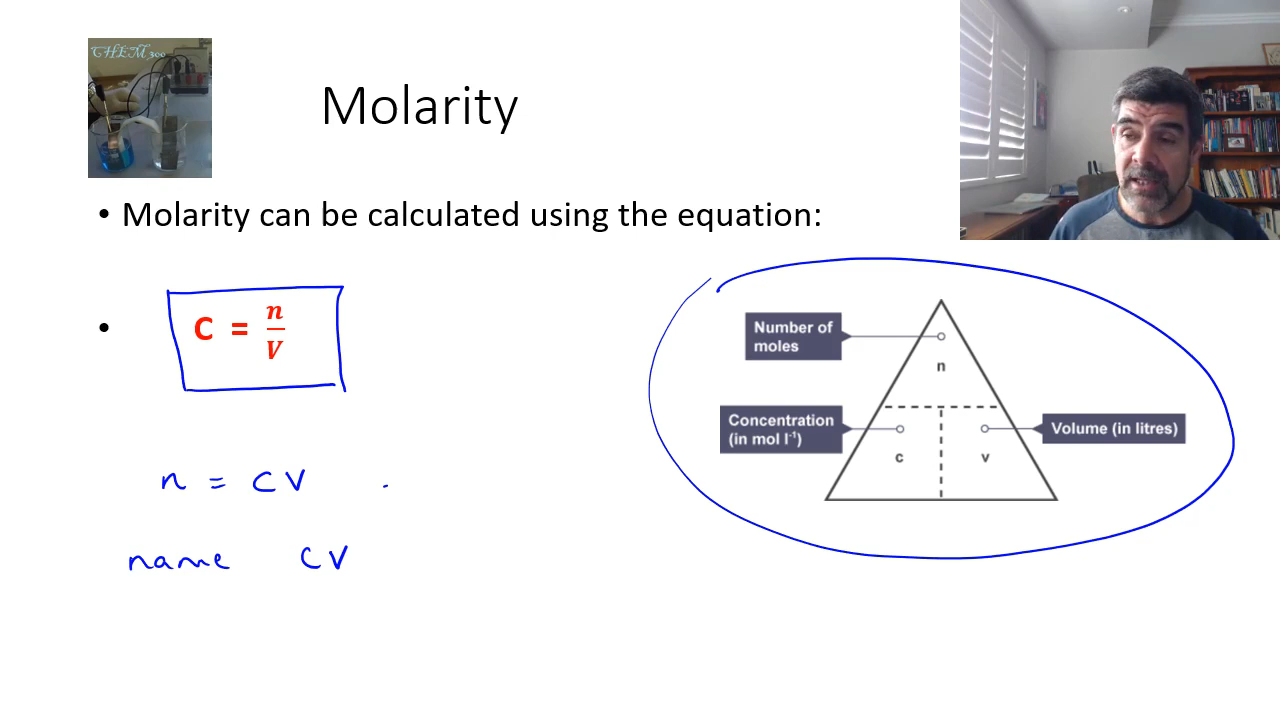 CHEM 300
Molarity
• Molarity can be calculated using the equation:
• C = n/V
Number of
moles
n
Concentration
(in mol l⁻¹)
c
v
Volume (in litres)
n = CV
name CV